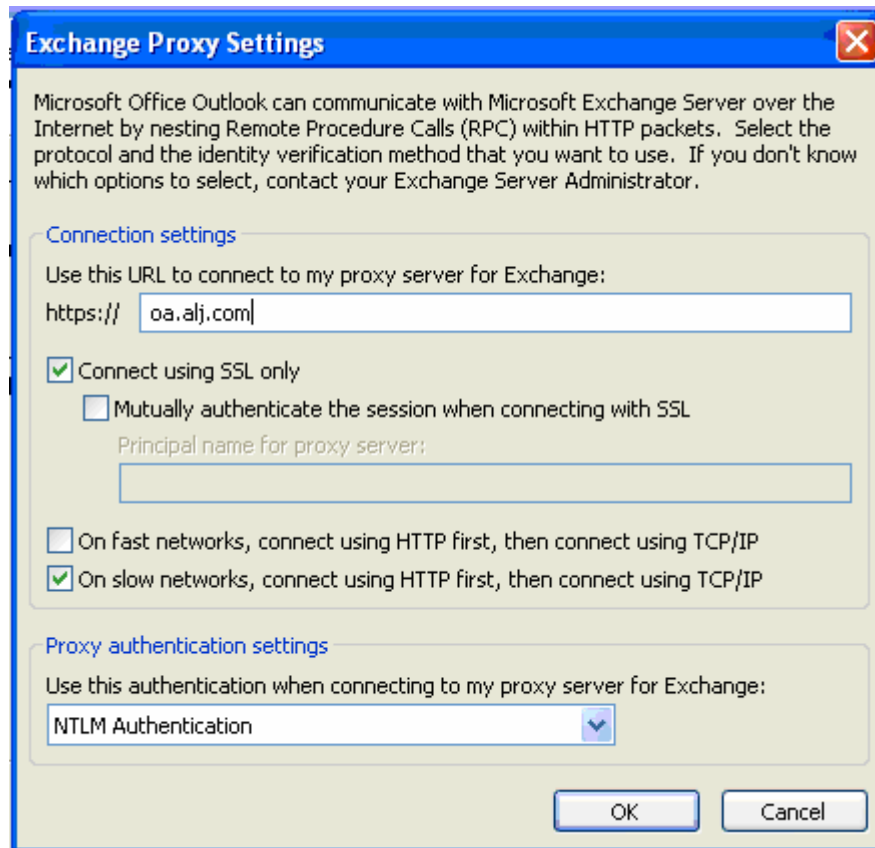 Exchange Proxy Settings
Microsoft Office Outlook can communicate with Microsoft Exchange Server over the
Internet by nesting Remote Procedure Calls (RPC) within HTTP packets. Select the
protocol and the identity verification method that you want to use. If you don't know
which options to select, contact your Exchange Server Administrator.
Connection settings
Use this URL to connect to my proxy server for Exchange:
https:// oa.alj.com
Connect using SSL only
Mutually authenticate the session when connecting with SSL
Principal name for proxy server:
On fast networks, connect using HTTP first, then connect using TCP/IP
On slow networks, connect using HTTP first, then connect using TCP/IP
Proxy authentication settings
Use this authentication when connecting to my proxy server for Exchange:
NTLM Authentication
OK Cancel